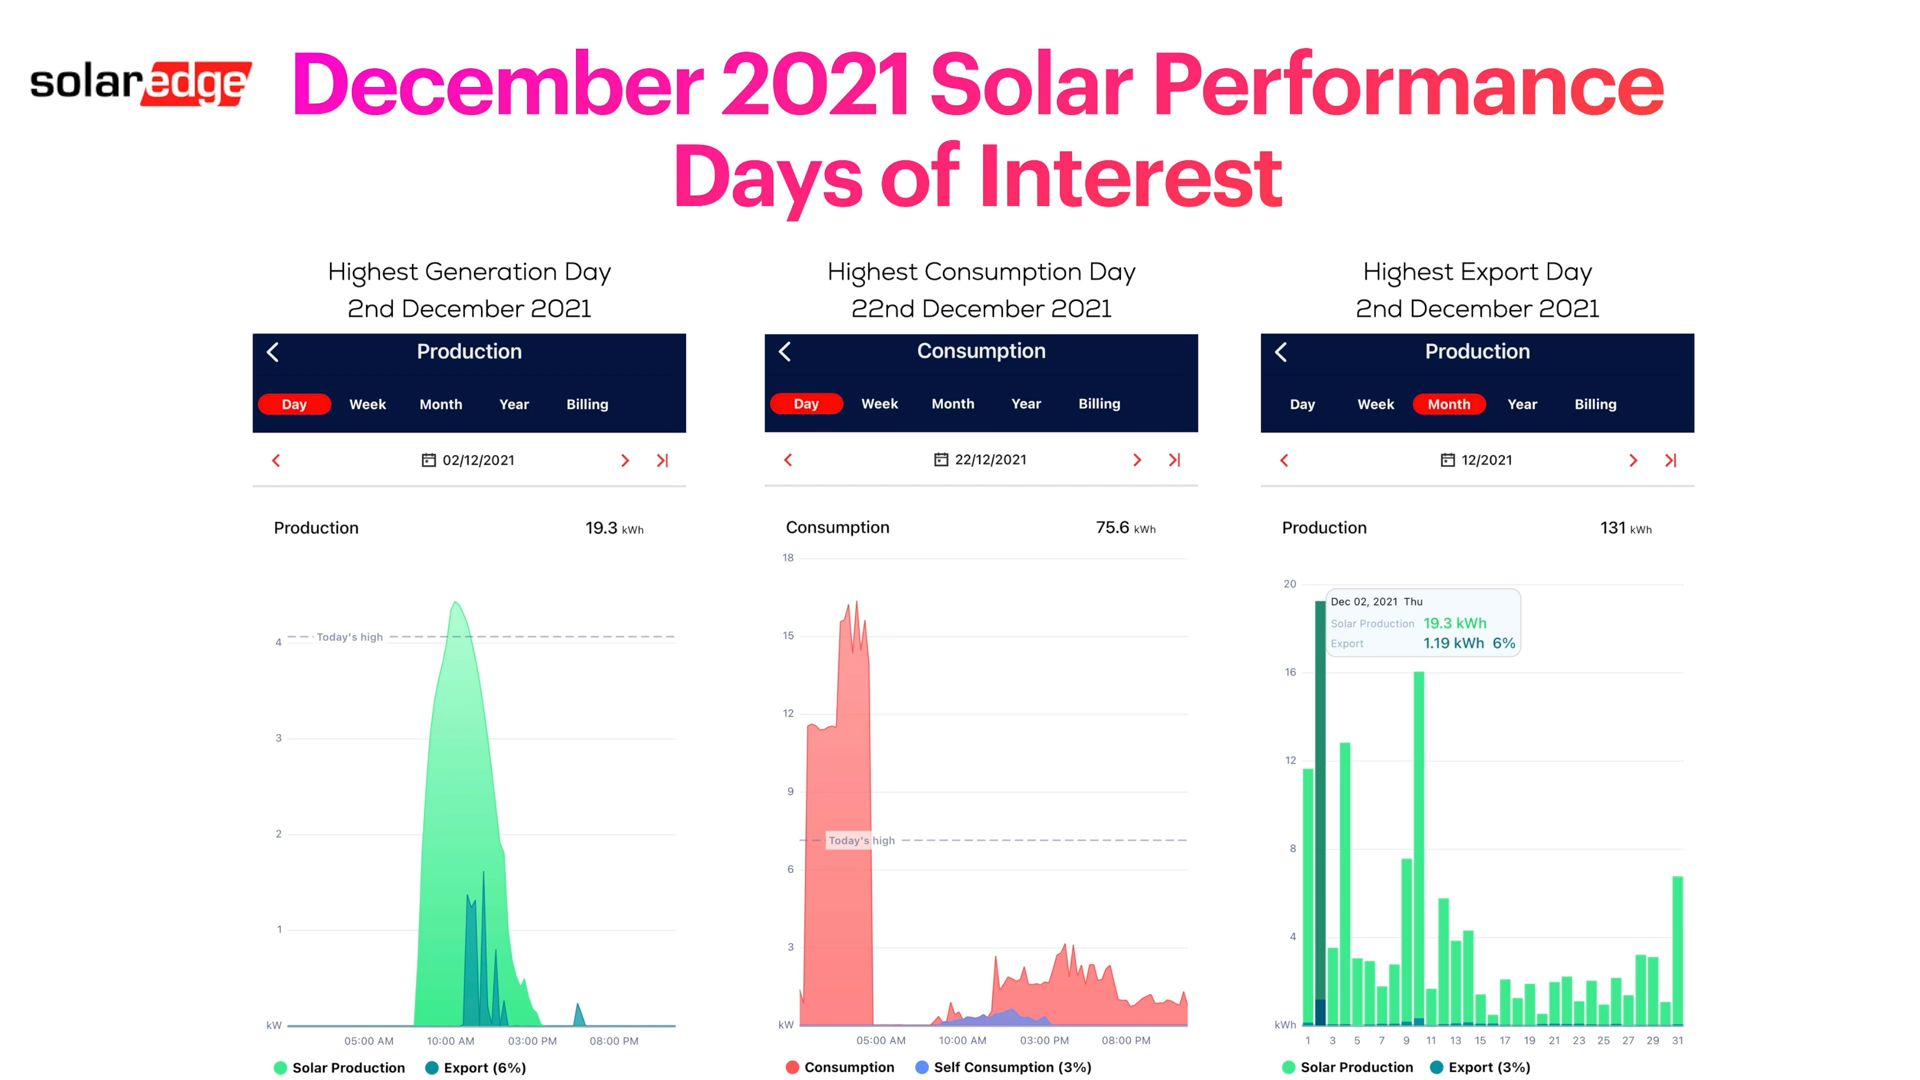 solaredge
December 2021 Solar Performance
Days of Interest
Highest Generation Day
2nd December 2021
Production
Day Week Month Year Billing
02/12/2021
Production 19.3 kWh
Today's high
4
3
2
1
kW
05:00 AM 10:00 AM 03:00 PM 08:00 PM
Solar Production Export (6%)
Highest Consumption Day
22nd December 2021
Consumption
Day Week Month Year Billing
22/12/2021
Consumption 75.6 kWh
18
15
12
9
Today's high
6
3
kW
05:00 AM 10:00 AM 03:00 PM 08:00 PM
Consumption Self Consumption (3%)
Highest Export Day
2nd December 2021
Production
Day Week Month Year Billing
12/2021
Production 131 kWh
20
Dec 02, 2021 Thu
Solar Production 19.3 kWh
Export 1.19 kWh 6%
16
12
8
4
kWh
1 3 5 7 9 11 13 15 17 19 21 23 25 27 29 31
Solar Production Export (3%)